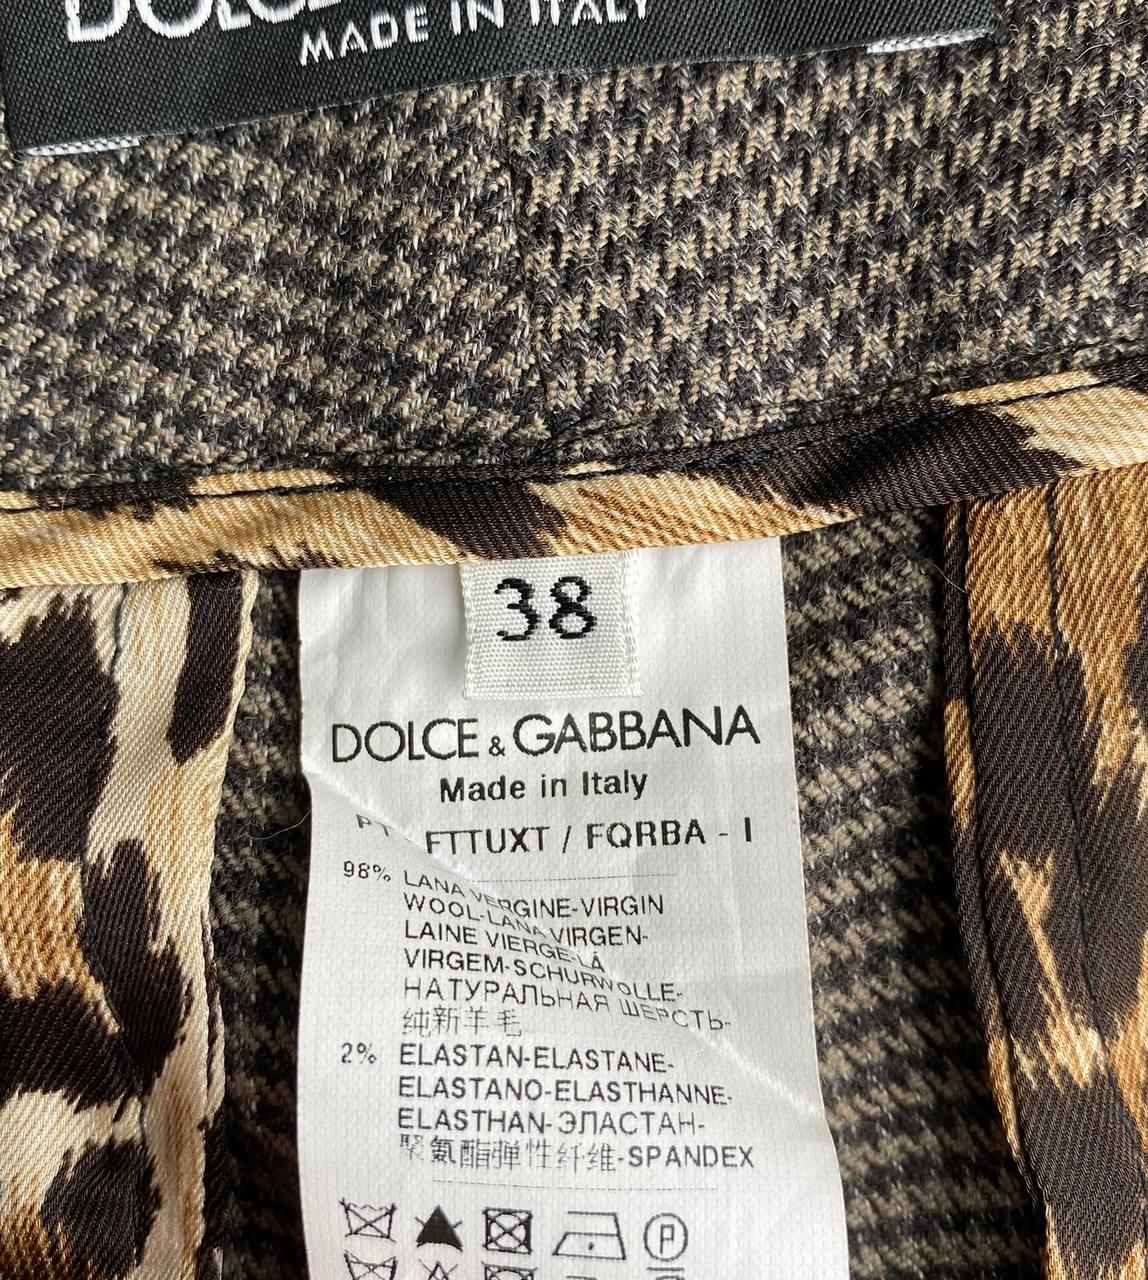 DOLCE
MADE IN ITALY
38
DOLCE & GABBANA
Made in Italy
FTTUXT / FQRBA - I
98% LANA VERGINE-VIRGIN
WOOL-LANA VIRGEN-
LAINE VIERGE-LÃ
VIRGEM-SCHURWOLLE-
НАТУРАЛЬНАЯ ШЕРСТЬ-
纯新羊毛
2% ELASTAN-ELASTANE-
ELASTANO-ELASTHANNE-
ELASTHAN-ЭЛАСТАН-
聚氨酯弹性纤维-SPANDEX
P